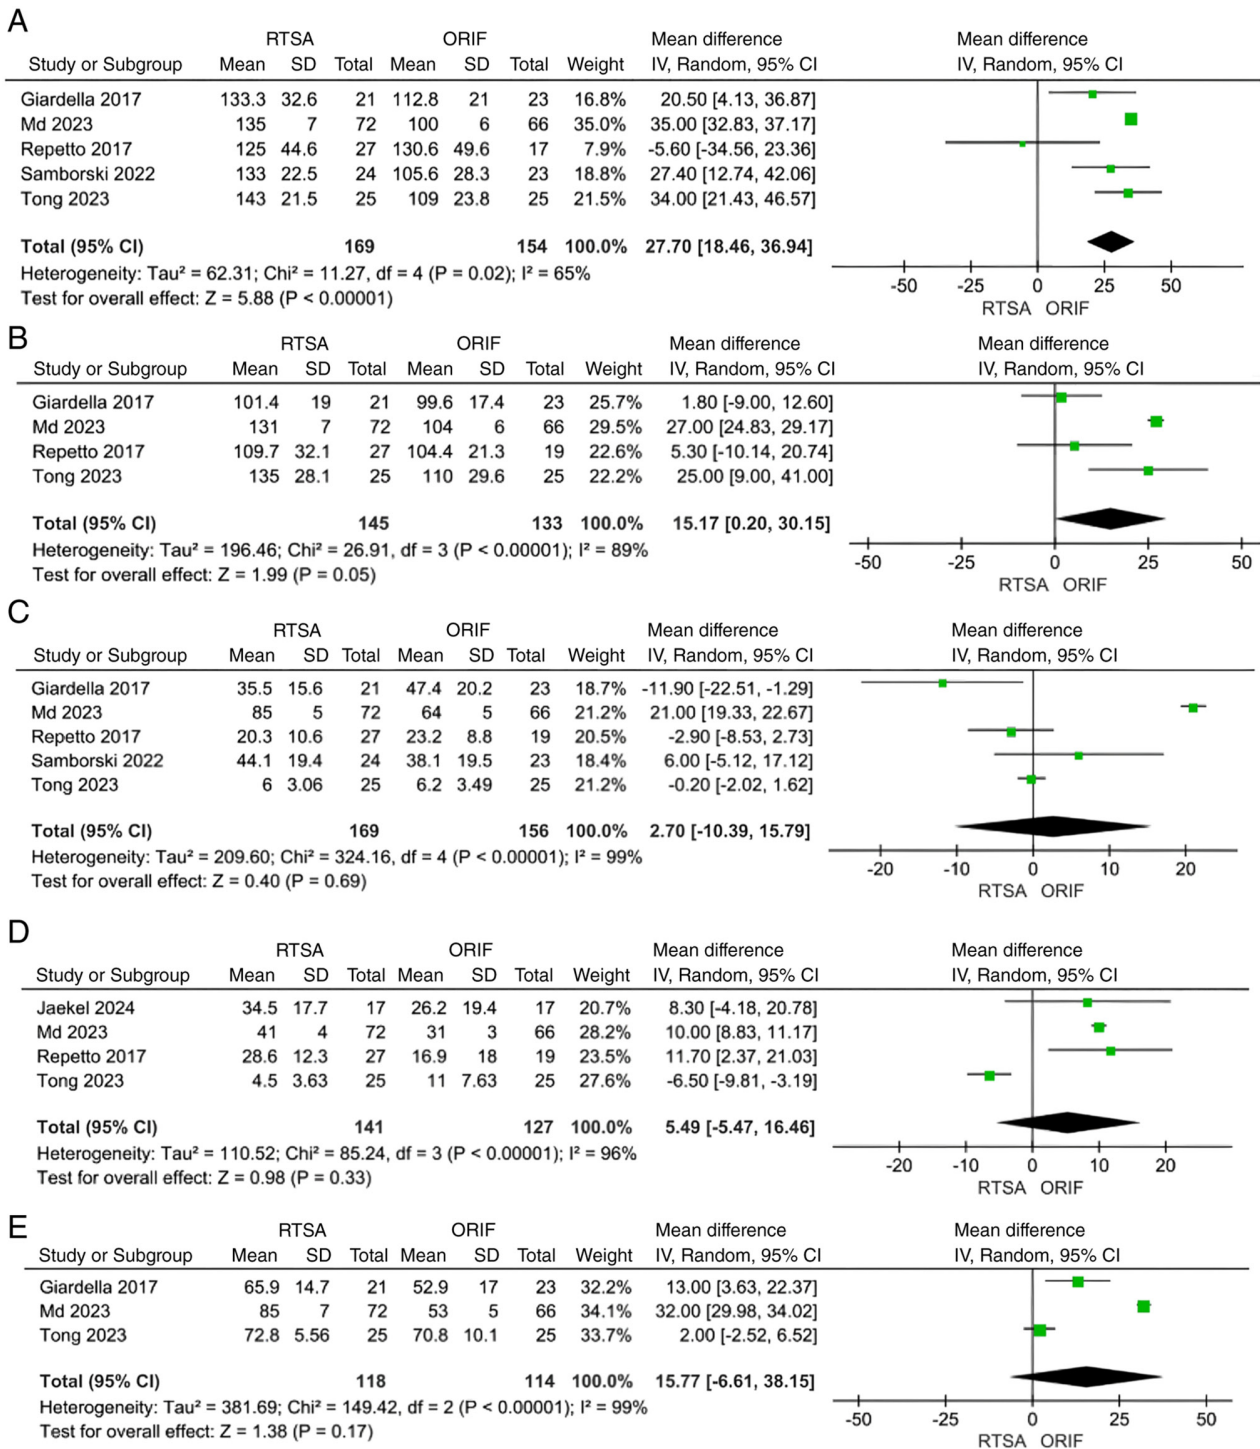 A
RTSA ORIF Mean difference Mean difference
Study or Subgroup Mean SD Total Mean SD Total Weight IV, Random, 95% CI IV, Random, 95% CI
Giardella 2017 133.3 32.6 21 112.8 21 23 16.8% 20.50 [4.13, 36.87]
Md 2023 135 7 72 100 6 66 35.0% 35.00 [32.83, 37.17]
Repetto 2017 125 44.6 27 130.6 49.6 17 7.9% -5.60 [-34.56, 23.36]
Samborski 2022 133 22.5 24 105.6 28.3 23 18.8% 27.40 [12.74, 42.06]
Tong 2023 143 21.5 25 109 23.8 25 21.5% 34.00 [21.43, 46.57]
Total (95% CI) 169 154 100.0% 27.70 [18.46, 36.94]
Heterogeneity: Tau² = 62.31; Chi² = 11.27, df = 4 (P = 0.02); I² = 65%
Test for overall effect: Z = 5.88 (P < 0.00001)
-50 -25 0 25 50
RTSA ORIF
B
RTSA ORIF Mean difference Mean difference
Study or Subgroup Mean SD Total Mean SD Total Weight IV, Random, 95% CI IV, Random, 95% CI
Giardella 2017 101.4 19 21 99.6 17.4 23 25.7% 1.80 [-9.00, 12.60]
Md 2023 131 7 72 104 6 66 29.5% 27.00 [24.83, 29.17]
Repetto 2017 109.7 32.1 27 104.4 21.3 19 22.6% 5.30 [-10.14, 20.74]
Tong 2023 135 28.1 25 110 29.6 25 22.2% 25.00 [9.00, 41.00]
Total (95% CI) 145 133 100.0% 15.17 [0.20, 30.15]
Heterogeneity: Tau² = 196.46; Chi² = 26.91, df = 3 (P < 0.00001); I² = 89%
Test for overall effect: Z = 1.99 (P = 0.05)
-50 -25 0 25 50
RTSA ORIF
C
RTSA ORIF Mean difference Mean difference
Study or Subgroup Mean SD Total Mean SD Total Weight IV, Random, 95% CI IV, Random, 95% CI
Giardella 2017 35.5 15.6 21 47.4 20.2 23 18.7% -11.90 [-22.51, -1.29]
Md 2023 85 5 72 64 5 66 21.2% 21.00 [19.33, 22.67]
Repetto 2017 20.3 10.6 27 23.2 8.8 19 20.5% -2.90 [-8.53, 2.73]
Samborski 2022 44.1 19.4 24 38.1 19.5 23 18.4% 6.00 [-5.12, 17.12]
Tong 2023 6 3.06 25 6.2 3.49 25 21.2% -0.20 [-2.02, 1.62]
Total (95% CI) 169 156 100.0% 2.70 [-10.39, 15.79]
Heterogeneity: Tau² = 209.60; Chi² = 324.16, df = 4 (P < 0.00001); I² = 99%
Test for overall effect: Z = 0.40 (P = 0.69)
-20 -10 0 10 20
RTSA ORIF
D
RTSA ORIF Mean difference Mean difference
Study or Subgroup Mean SD Total Mean SD Total Weight IV, Random, 95% CI IV, Random, 95% CI
Jaekel 2024 34.5 17.7 17 26.2 19.4 17 20.7% 8.30 [-4.18, 20.78]
Md 2023 41 4 72 31 3 66 28.2% 10.00 [8.83, 11.17]
Repetto 2017 28.6 12.3 27 16.9 18 19 23.5% 11.70 [2.37, 21.03]
Tong 2023 4.5 3.63 25 11 7.63 25 27.6% -6.50 [-9.81, -3.19]
Total (95% CI) 141 127 100.0% 5.49 [-5.47, 16.46]
Heterogeneity: Tau² = 110.52; Chi² = 85.24, df = 3 (P < 0.00001); I² = 96%
Test for overall effect: Z = 0.98 (P = 0.33)
-20 -10 0 10 20
RTSA ORIF
E
RTSA ORIF Mean difference Mean difference
Study or Subgroup Mean SD Total Mean SD Total Weight IV, Random, 95% CI IV, Random, 95% CI
Giardella 2017 65.9 14.7 21 52.9 17 23 32.2% 13.00 [3.63, 22.37]
Md 2023 85 7 72 53 5 66 34.1% 32.00 [29.98, 34.02]
Tong 2023 72.8 5.56 25 70.8 10.1 25 33.7% 2.00 [-2.52, 6.52]
Total (95% CI) 118 114 100.0% 15.77 [-6.61, 38.15]
Heterogeneity: Tau² = 381.69; Chi² = 149.42, df = 2 (P < 0.00001); I² = 99%
Test for overall effect: Z = 1.38 (P = 0.17)
-50 -25 0 25 50
RTSA ORIF